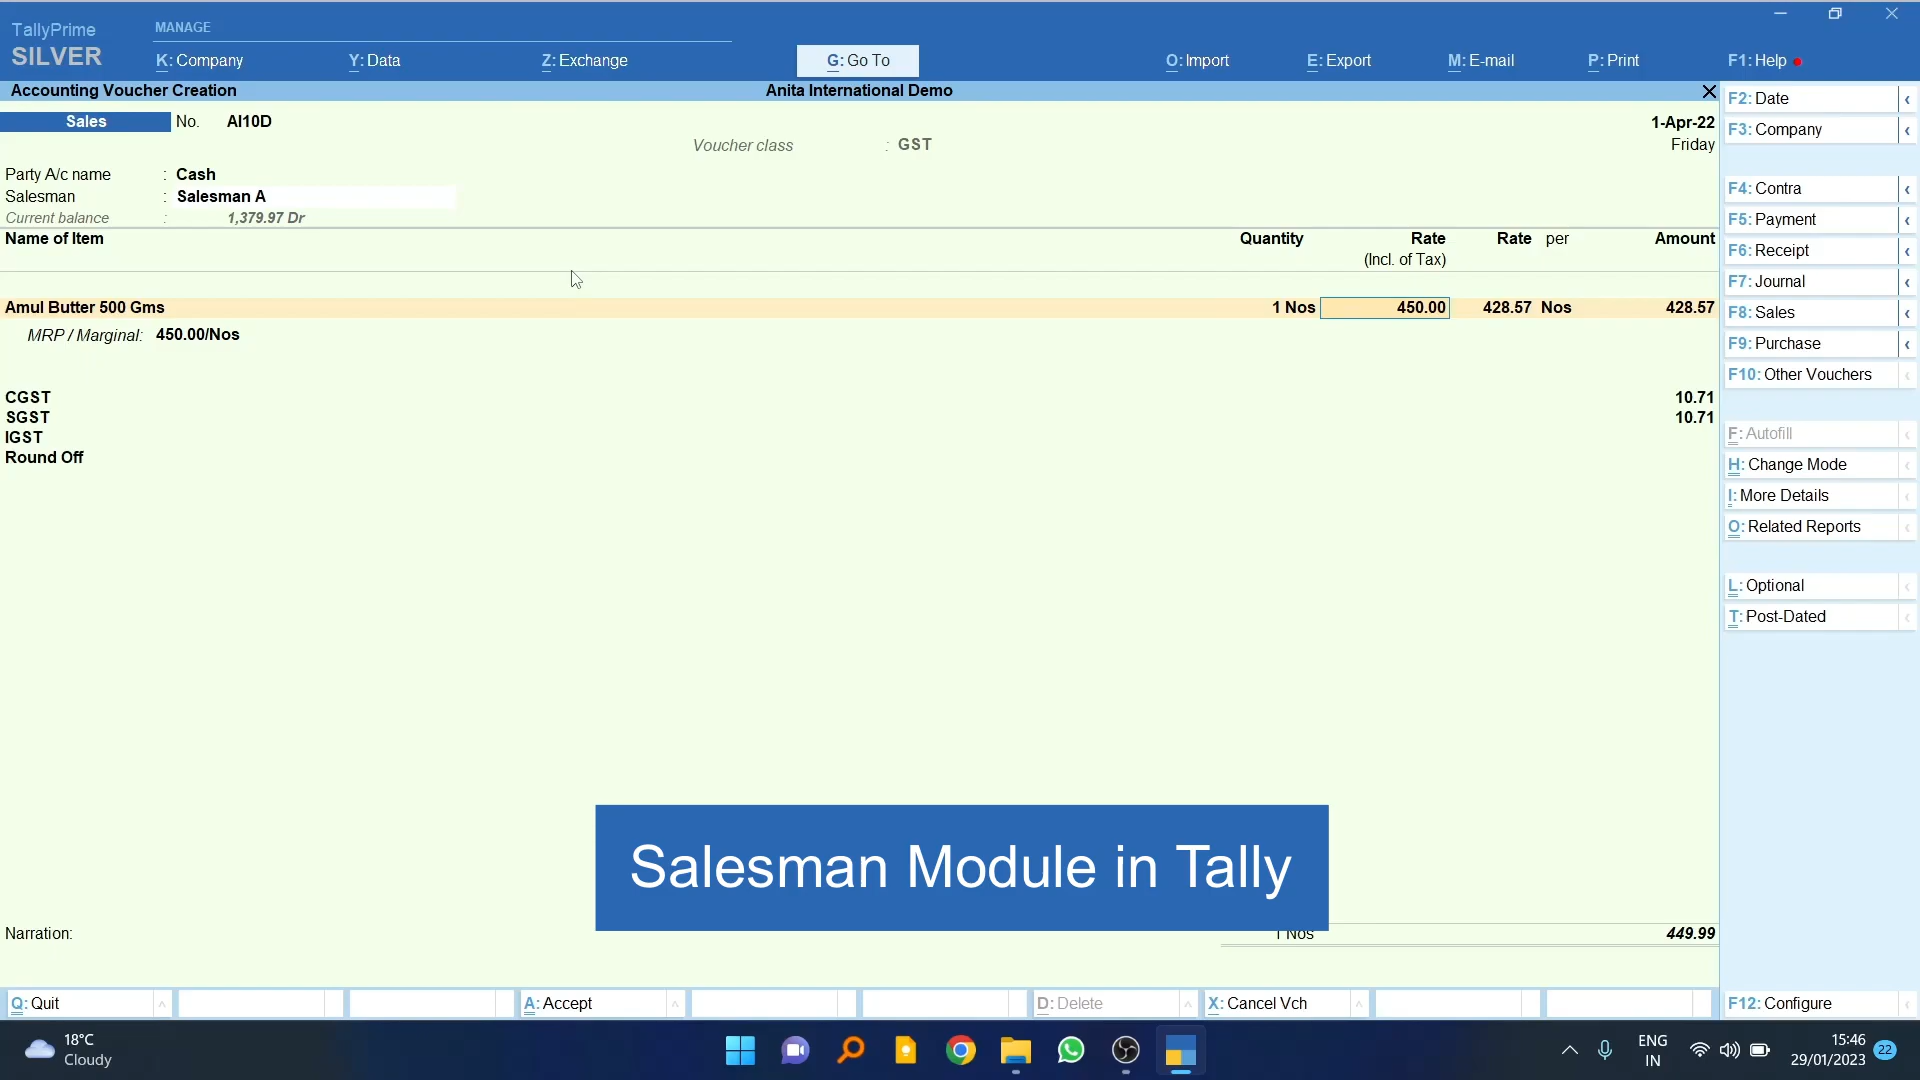 TallyPrime
SILVER
MANAGE
K: Company
Y: Data
Z: Exchange
G: Go To
O: Import
E: Export
M: E-mail
P: Print
F1: Help
Accounting Voucher Creation
Anita International Demo
Sales No. AI10D
1-Apr-22
Voucher class : GST
Friday
Party A/c name : Cash
Salesman : Salesman A
Current balance : 1,379.97 Dr
Name of Item Quantity Rate Rate per Amount
(Incl. of Tax)
Amul Butter 500 Gms 1 Nos 450.00 428.57 Nos 428.57
MRP / Marginal: 450.00/Nos
CGST 10.71
SGST 10.71
IGST
Round Off
Salesman Module in Tally
Narration: 1 Nos 449.99
Q: Quit
A: Accept
D: Delete
X: Cancel Vch
F2: Date
F3: Company
F4: Contra
F5: Payment
F6: Receipt
F7: Journal
F8: Sales
F9: Purchase
F10: Other Vouchers
F: Autofill
H: Change Mode
I: More Details
O: Related Reports
L: Optional
T: Post-Dated
F12: Configure
18°C
Cloudy
ENG
IN
15:46
29/01/2023
22